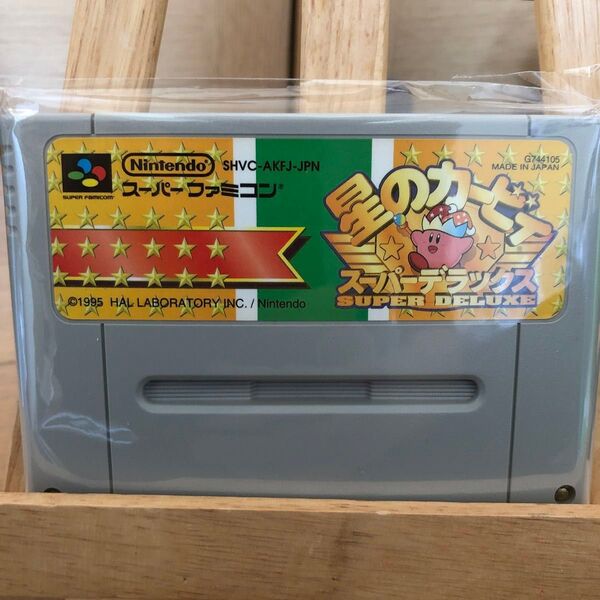 SUPER FAMICOM
Nintendo
SHVC-AKFJ-JPN
スーパーファミコン®
©1995 HAL LABORATORY INC. / Nintendo
G744105
MADE IN JAPAN
星のカービィ
スーパーデラックス
SUPER DELUXE